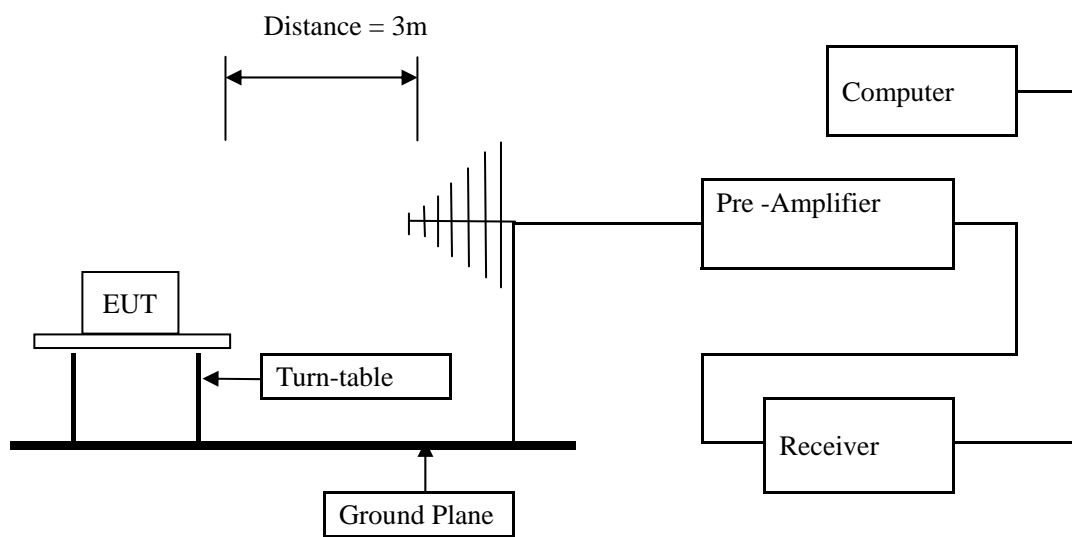 Distance = 3m
Computer
Pre -Amplifier
EUT
Turn-table
Receiver
Ground Plane